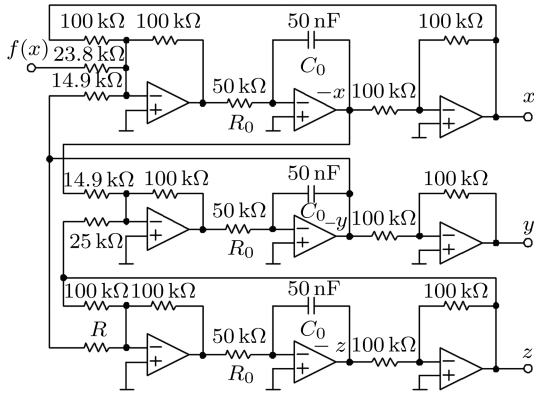 100 kΩ 100 kΩ 50 nF 100 kΩ
f(x) 23.8 kΩ
14.9 kΩ 50 kΩ C₀ −x 100 kΩ x
R₀
14.9 kΩ 100 kΩ 50 nF 100 kΩ
25 kΩ 50 kΩ C₀ −y 100 kΩ y
R₀
100 kΩ 100 kΩ 50 nF 100 kΩ
R 50 kΩ C₀ − z 100 kΩ z
R₀